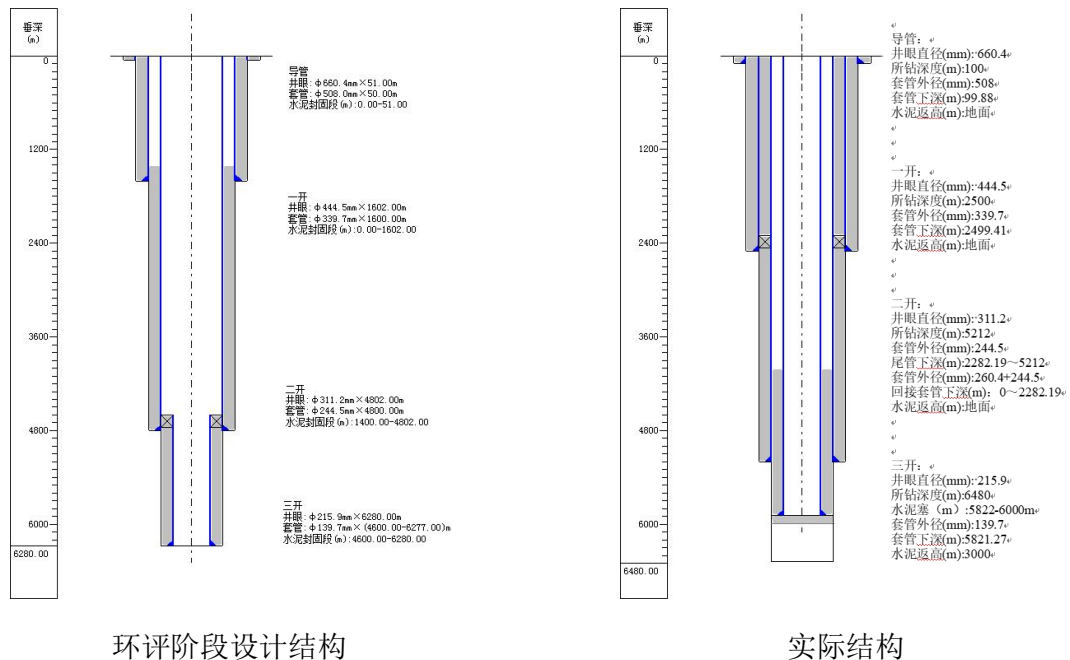 垂深
(m)
0
1200
2400
3600
4800
6000
6280.00
导管
井眼:φ660.4mm×51.00m
套管:φ508.0mm×50.00m
水泥封固段(m):0.00-51.00
一开
井眼:φ444.5mm×1602.00m
套管:φ339.7mm×1600.00m
水泥封固段(m):0.00-1602.00
二开
井眼:φ311.2mm×4802.00m
套管:φ244.5mm×4800.00m
水泥封固段(m):1400.00-4802.00
三开
井眼:φ215.9mm×6280.00m
套管:φ139.7mm×(4600.00-6277.00)m
水泥封固段(m):4600.00-6280.00
环评阶段设计结构
垂深
(m)
0
1200
2400
3600
4800
6000
6480.00
导管:
井眼直径(mm):660.4
所钻深度(m):100
套管外径(mm):508
套管下深(m):99.88
水泥返高(m):地面
一开:
井眼直径(mm):444.5
所钻深度(m):2500
套管外径(mm):339.7
套管下深(m):2499.41
水泥返高(m):地面
二开:
井眼直径(mm):311.2
所钻深度(m):5212
套管外径(mm):244.5
尾管下深(m):2282.19~5212
套管外径(mm):260.4+244.5
回接套管下深(m):0~2282.19
水泥返高(m):地面
三开:
井眼直径(mm):215.9
所钻深度(m):6480
水泥塞(m):5822-6000m
套管外径(mm):139.7
套管下深(m):5821.27
水泥返高(m):3000
实际结构